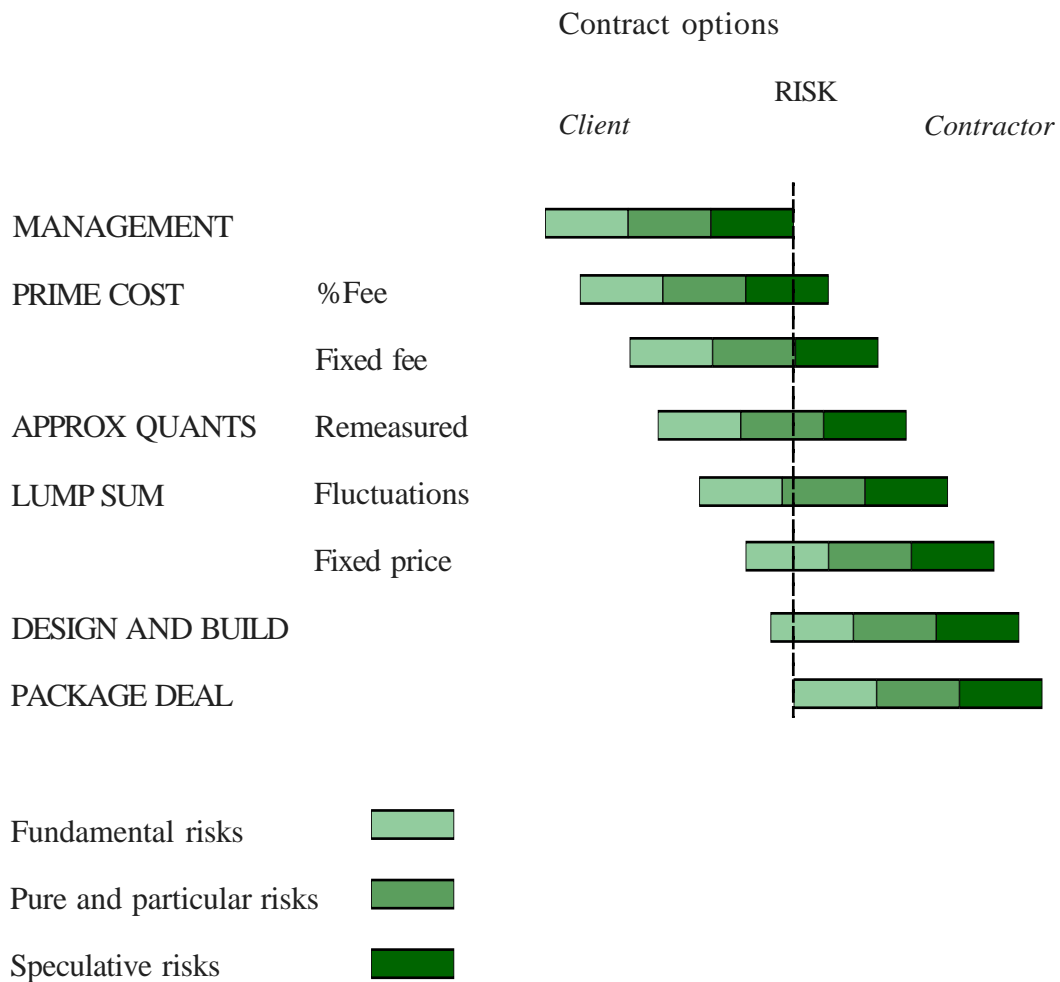 Contract options
RISK
Client Contractor
MANAGEMENT
PRIME COST %Fee
Fixed fee
APPROX QUANTS Remeasured
LUMP SUM Fluctuations
Fixed price
DESIGN AND BUILD
PACKAGE DEAL
Fundamental risks
Pure and particular risks
Speculative risks